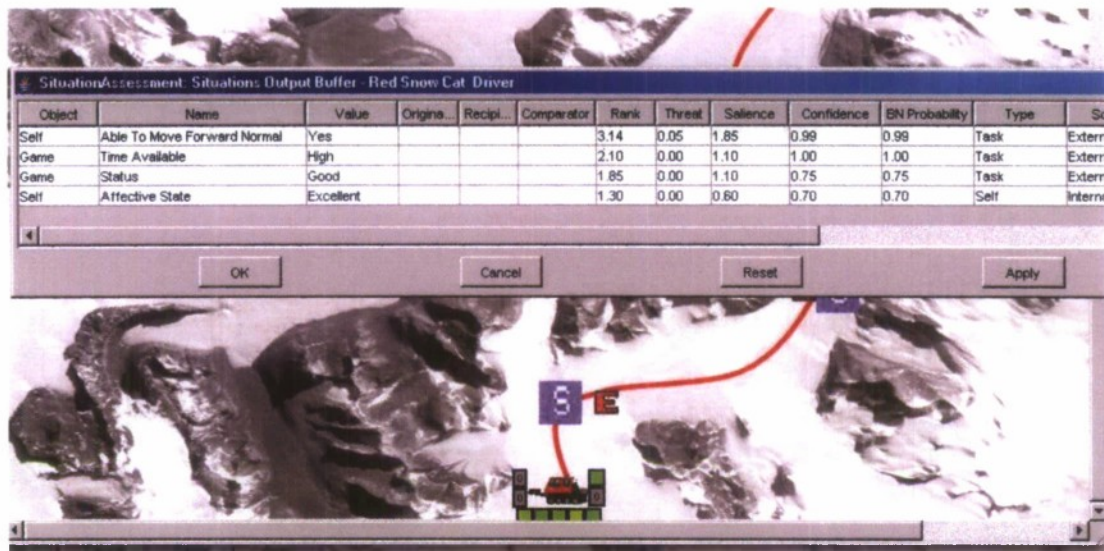 SituationAssessment: Situations Output Buffer - Red Snow Cat Driver
Object Name Value Origina... Recipi... Comparator Rank Threat Salience Confidence BN Probability Type
Self Able To Move Forward Normal Yes 3.14 0.05 1.85 0.99 0.99 Task Extern
Game Time Available High 2.10 0.00 1.10 1.00 1.00 Task Extern
Game Status Good 1.85 0.00 1.10 0.75 0.75 Task Extern
Self Affective State Excellent 1.30 0.00 0.60 0.70 0.70 Self Intern
OK Cancel Reset Apply
S E